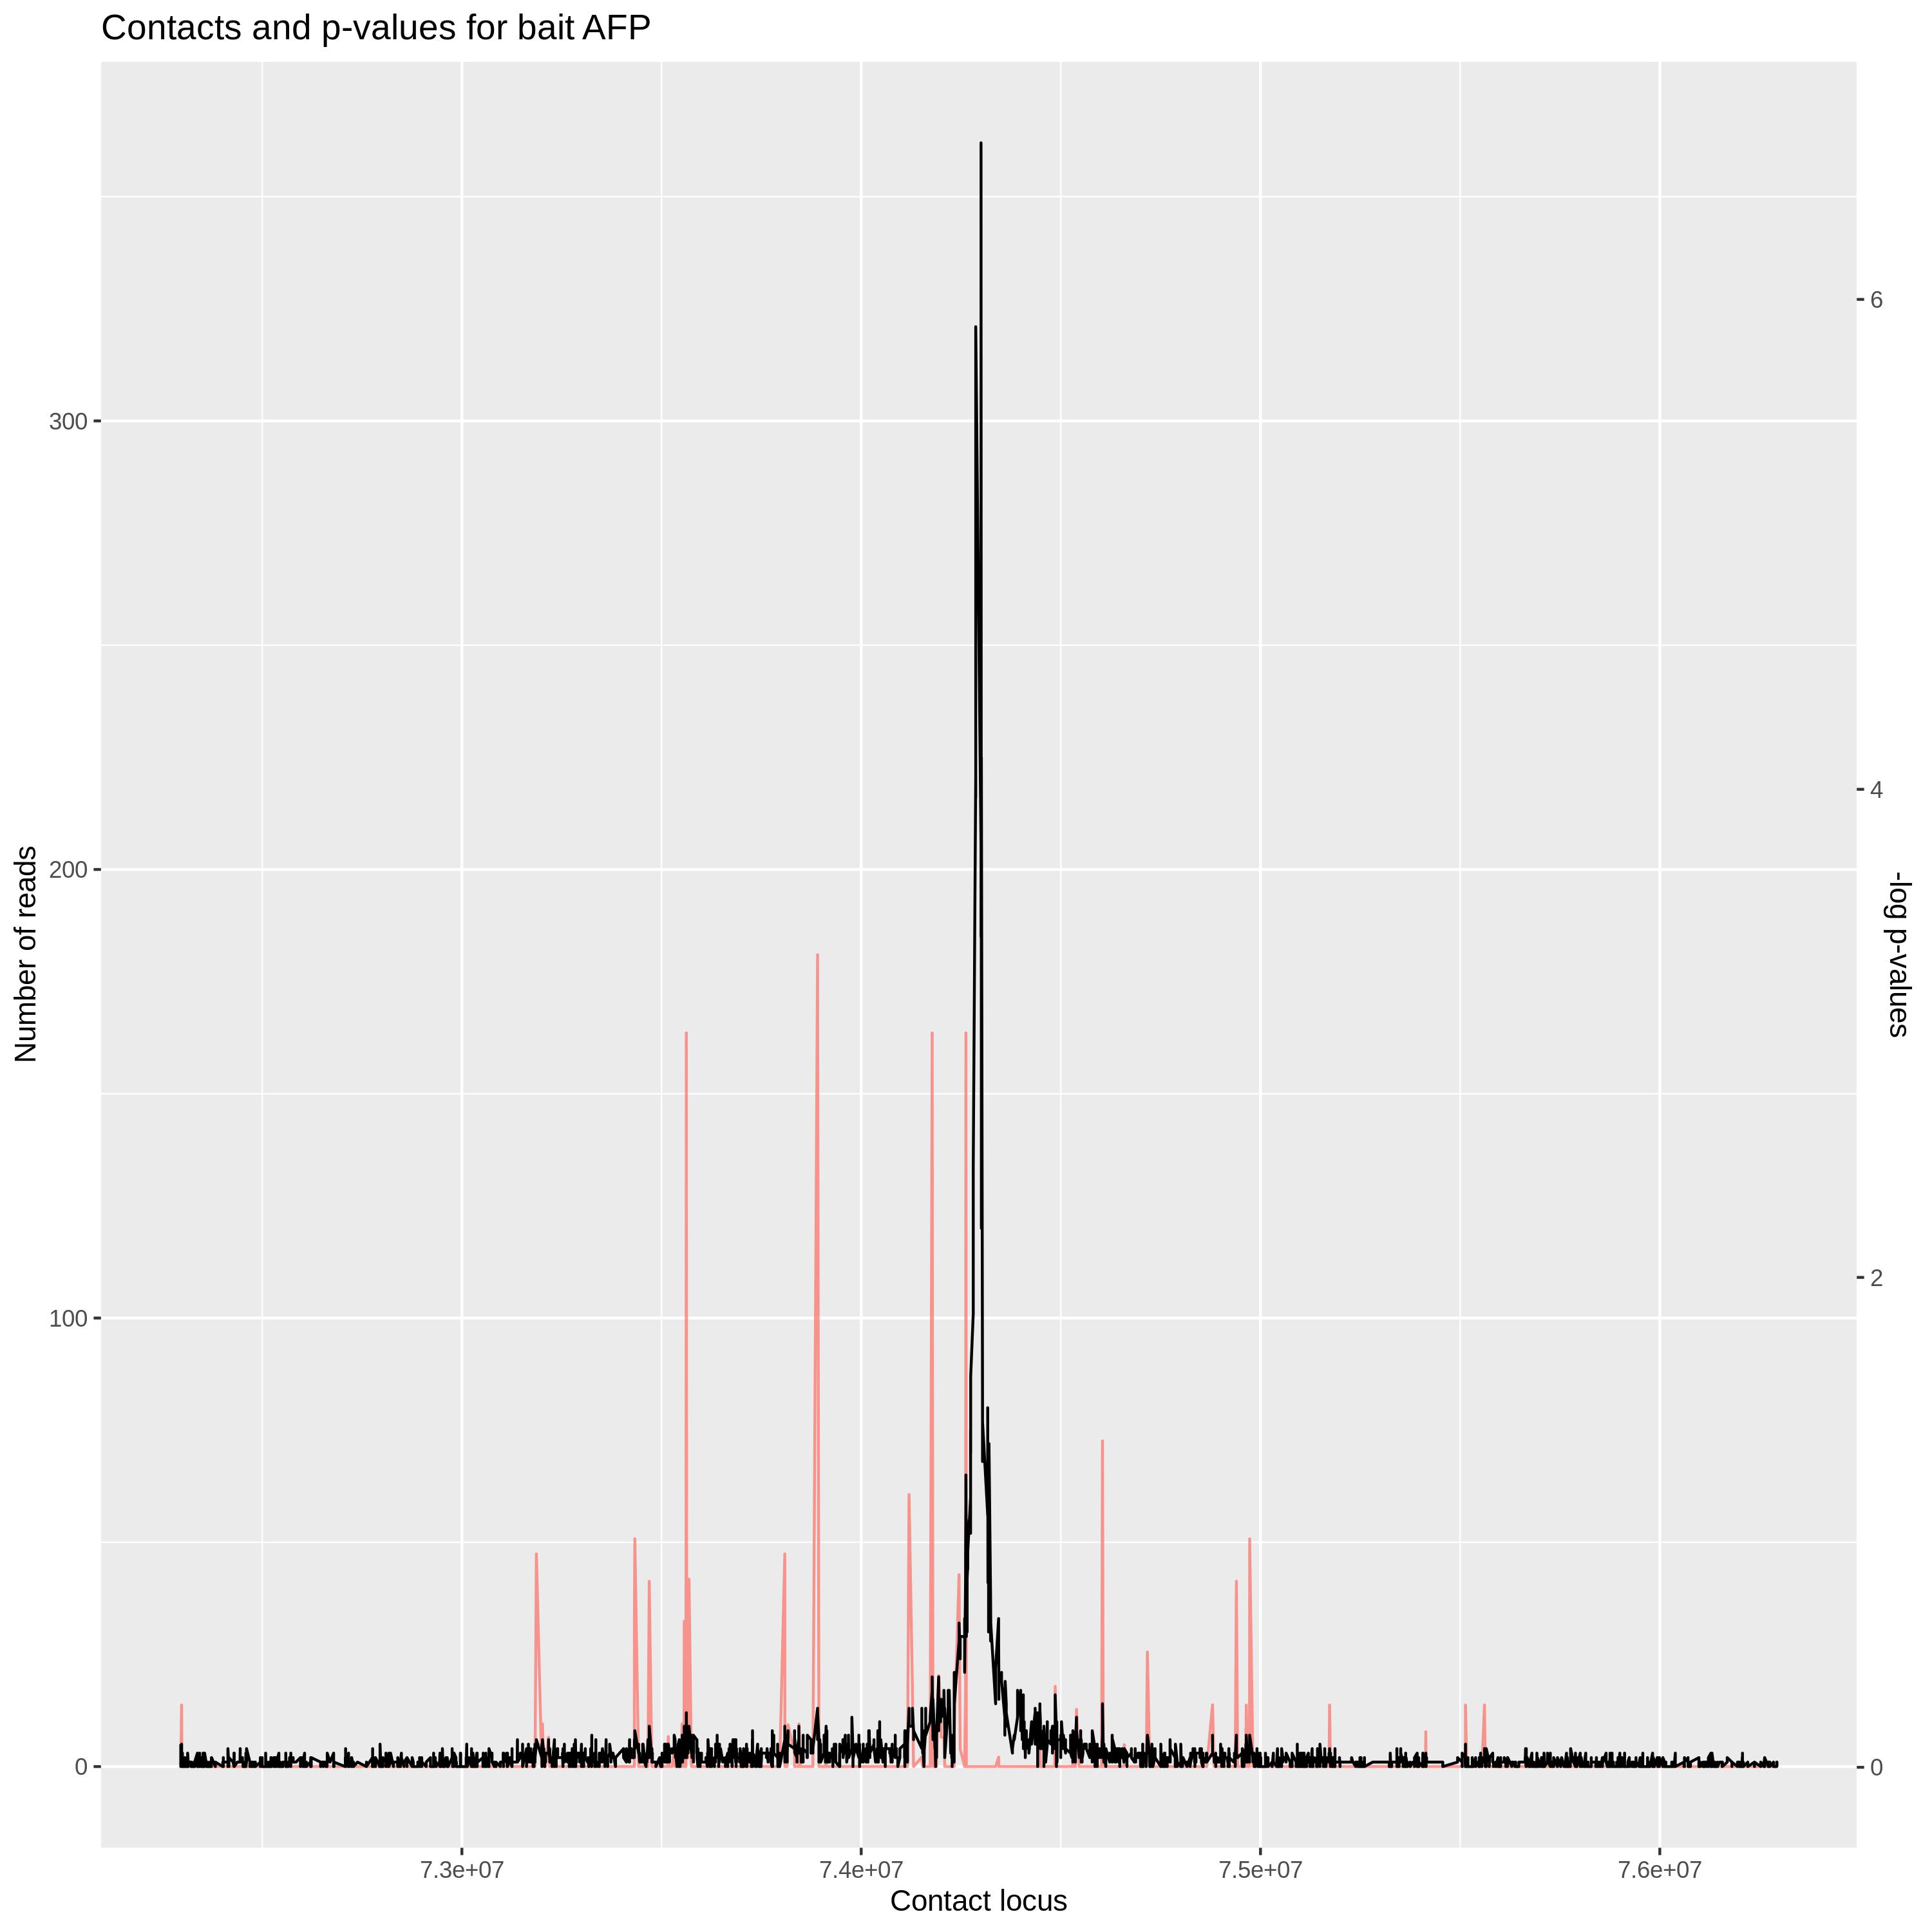 Contacts and p-values for bait AFP
Number of reads
300
200
100
0
6
4
2
0
-log p-values
7.3e+07 7.4e+07 7.5e+07 7.6e+07
Contact locus